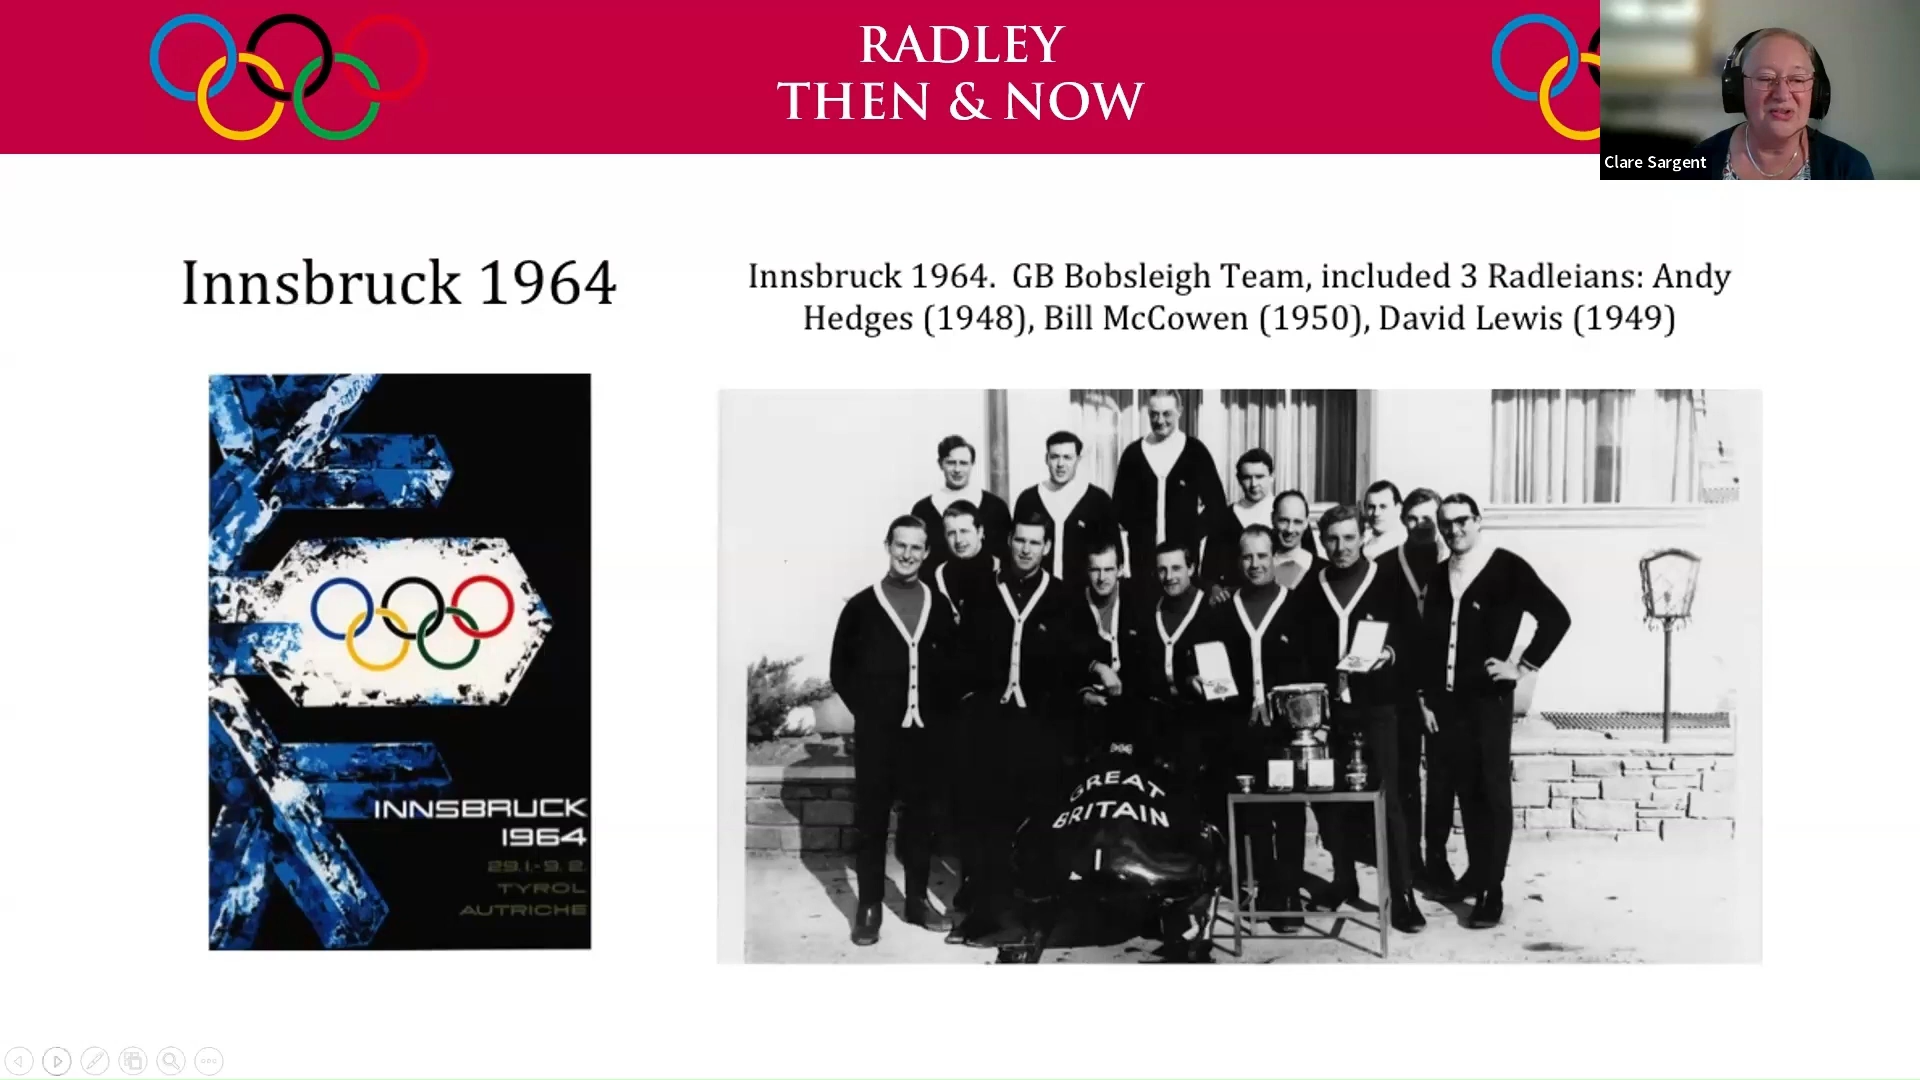 RADLEY
THEN & NOW
Clare Sargent
Innsbruck 1964
Innsbruck 1964. GB Bobsleigh Team, included 3 Radleians: Andy
Hedges (1948), Bill McCowen (1950), David Lewis (1949)
INNSBRUCK
1964
29.1.-9. 2.
TYROL
AUTRICHE
GREAT
BRITAIN
1